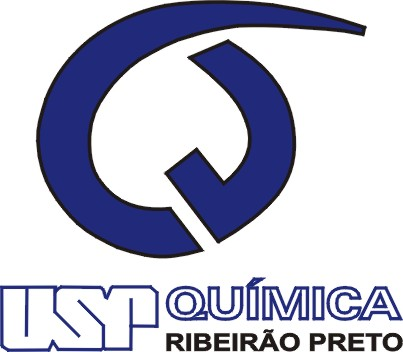 USP QUÍMICA
RIBEIRÃO PRETO